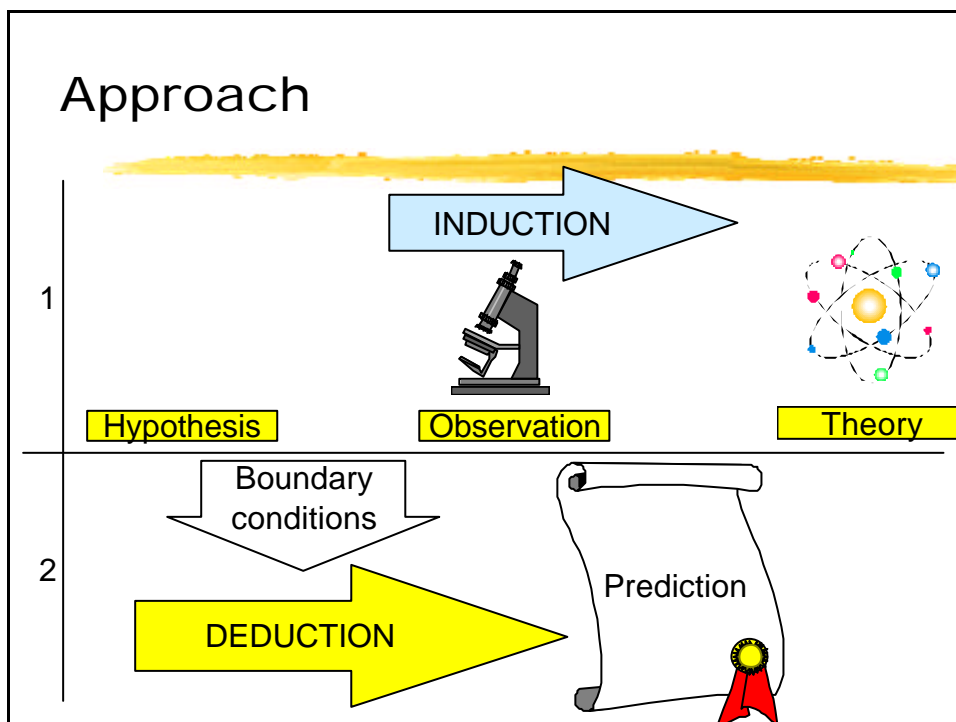 Approach
INDUCTION
1
Hypothesis
Observation
Theory
Boundary
conditions
2
Prediction
DEDUCTION